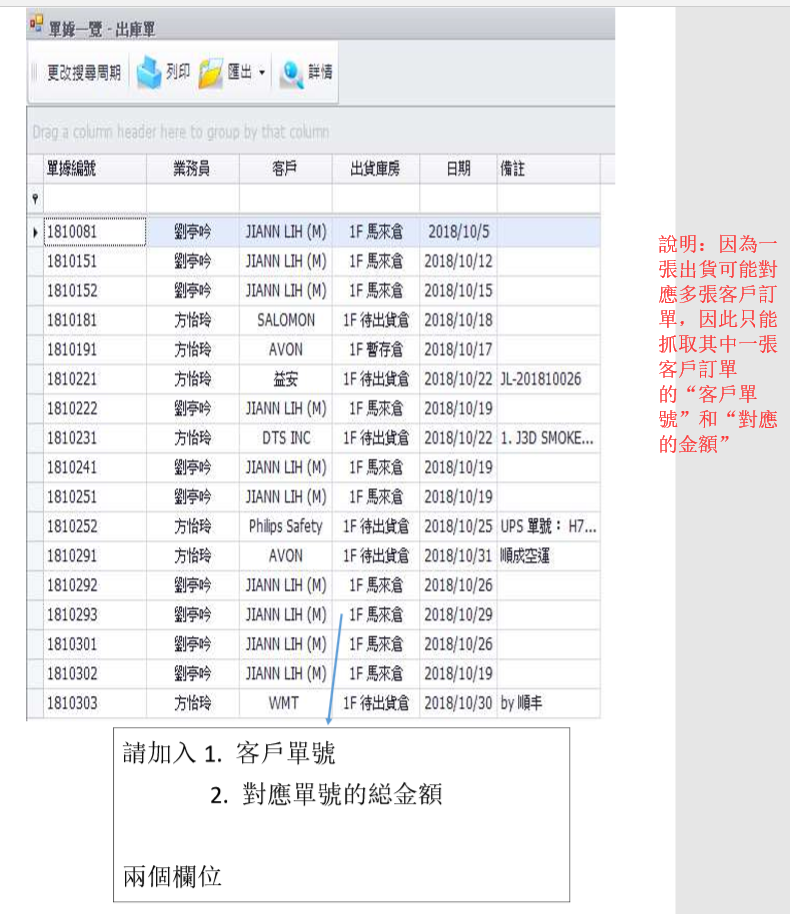 單據一覽 - 出庫單
更改搜尋周期 列印 匯出 詳情
Drag a column header here to group by that column
單據編號 業務員 客戶 出貨庫房 日期 備註
1810081 劉亭吟 JIANN LIH (M) 1F 馬來倉 2018/10/5
1810151 劉亭吟 JIANN LIH (M) 1F 馬來倉 2018/10/12
1810152 劉亭吟 JIANN LIH (M) 1F 馬來倉 2018/10/15
1810181 方怡玲 SALOMON 1F 待出貨倉 2018/10/18
1810191 方怡玲 AVON 1F 暫存倉 2018/10/17
1810221 方怡玲 益安 1F 待出貨倉 2018/10/22 JL-201810026
1810222 劉亭吟 JIANN LIH (M) 1F 馬來倉 2018/10/19
1810231 方怡玲 DTS INC 1F 待出貨倉 2018/10/22 1. J3D SMOKE...
1810241 劉亭吟 JIANN LIH (M) 1F 馬來倉 2018/10/19
1810251 劉亭吟 JIANN LIH (M) 1F 馬來倉 2018/10/19
1810252 方怡玲 Philips Safety 1F 待出貨倉 2018/10/25 UPS 單號： H7...
1810291 方怡玲 AVON 1F 待出貨倉 2018/10/31 順成空運
1810292 劉亭吟 JIANN LIH (M) 1F 馬來倉 2018/10/26
1810293 劉亭吟 JIANN LIH (M) 1F 馬來倉 2018/10/29
1810301 劉亭吟 JIANN LIH (M) 1F 馬來倉 2018/10/26
1810302 劉亭吟 JIANN LIH (M) 1F 馬來倉 2018/10/19
1810303 方怡玲 WMT 1F 待出貨倉 2018/10/30 by 順丰
請加入 1. 客戶單號
2. 對應單號的総金額
兩個欄位
說明：因為一
張出貨可能對
應多張客戶訂
單，因此只能
抓取其中一張
客戶訂單
的“客戶單
號”和“對應
的金額”